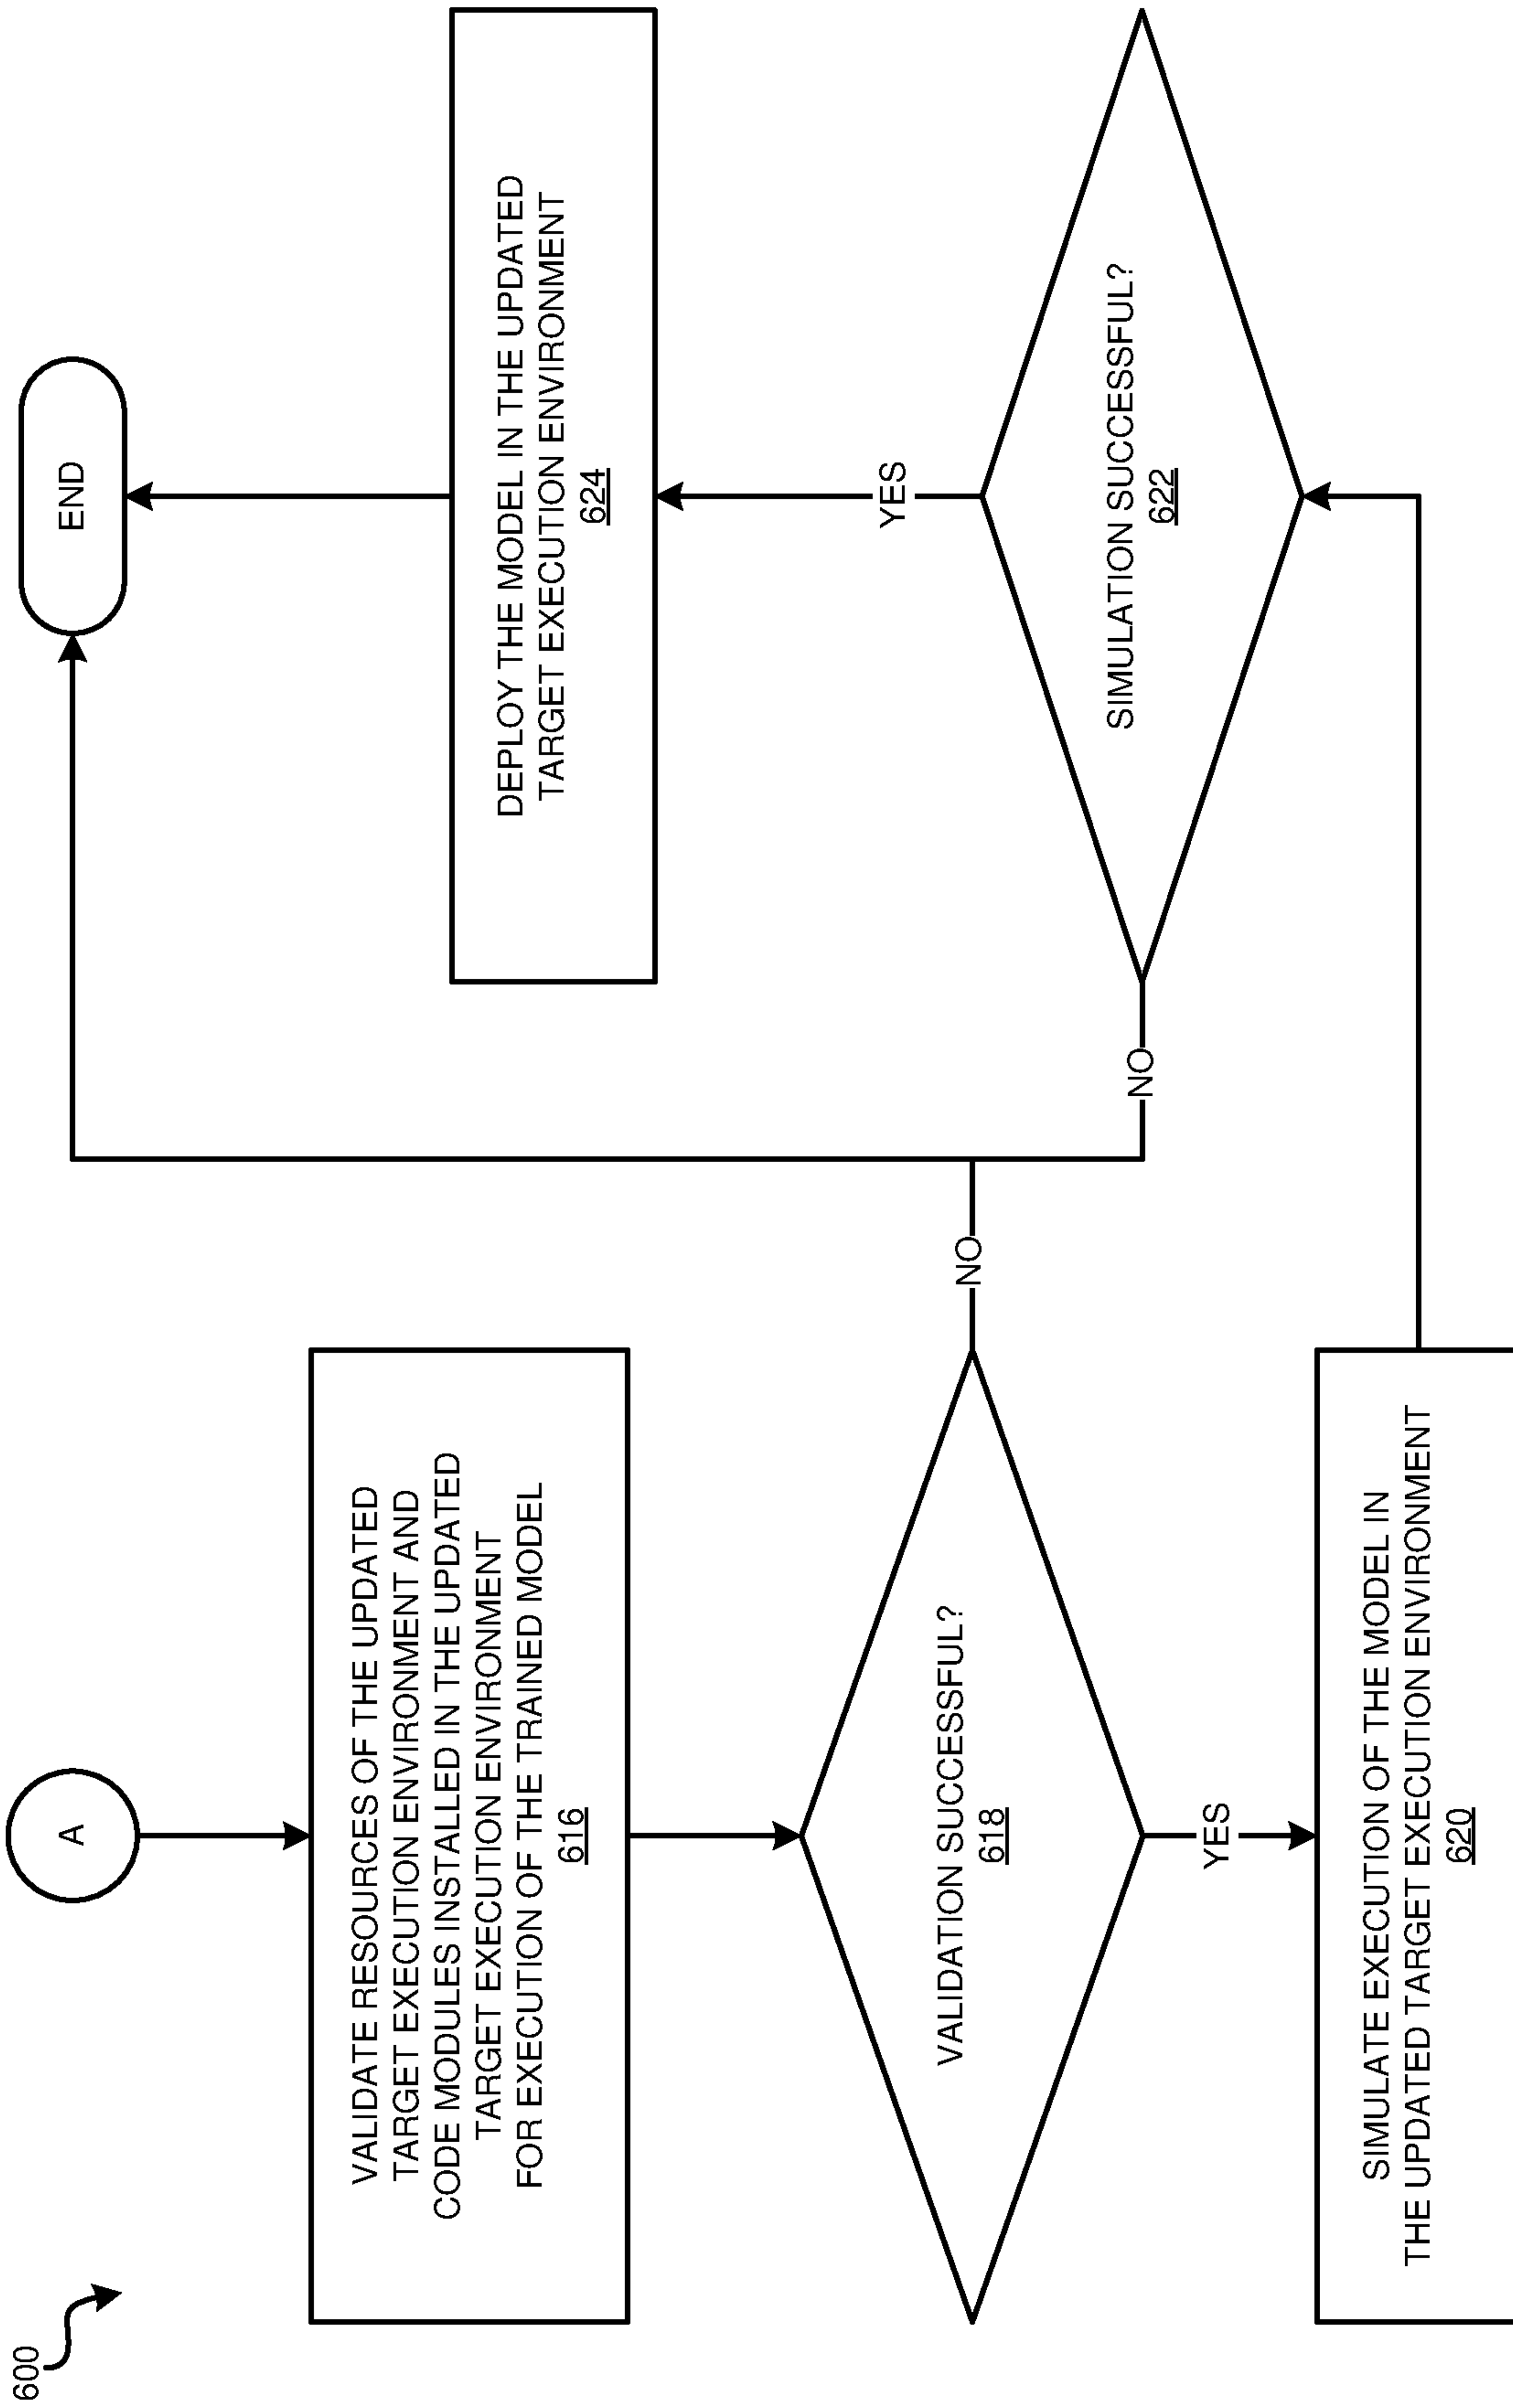 600
A
VALIDATE RESOURCES OF THE UPDATED
TARGET EXECUTION ENVIRONMENT AND
CODE MODULES INSTALLED IN THE UPDATED
TARGET EXECUTION ENVIRONMENT
FOR EXECUTION OF THE TRAINED MODEL
616
VALIDATION SUCCESSFUL?
618
NO
YES
SIMULATE EXECUTION OF THE MODEL IN
THE UPDATED TARGET EXECUTION ENVIRONMENT
620
END
DEPLOY THE MODEL IN THE UPDATED
TARGET EXECUTION ENVIRONMENT
624
YES
SIMULATION SUCCESSFUL?
622
NO